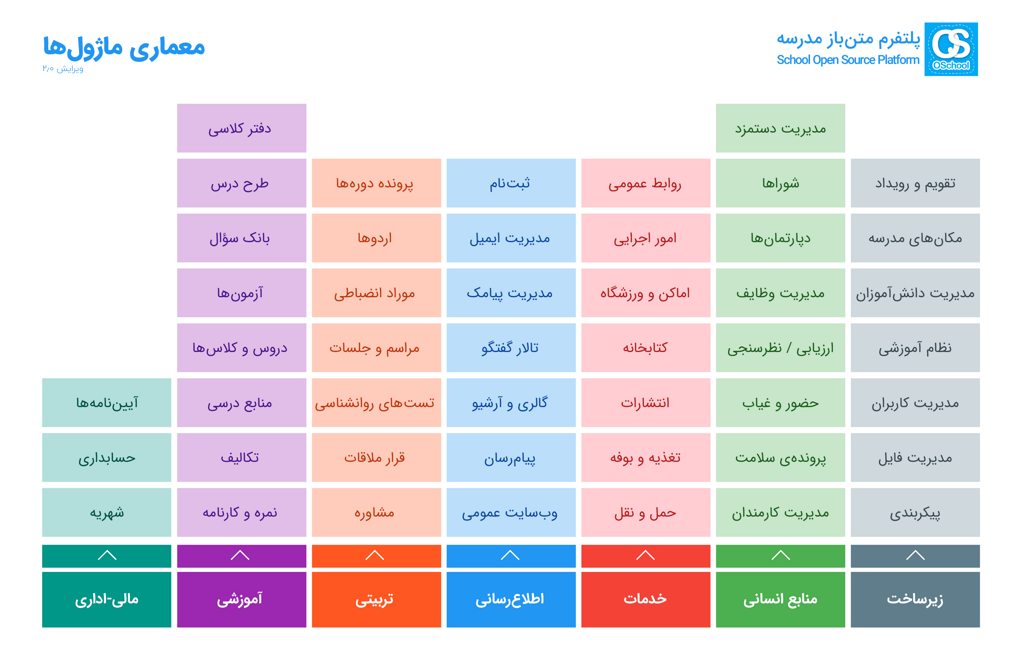 پلتفرم متن‌باز مدرسه
School Open Source Platform
OS
OSchool
معماری ماژول‌ها
ویرایش ۲٫۰
مدیریت دستمزد
دفتر کلاسی
تقویم و رویداد
شوراها
روابط عمومی
ثبت‌نام
پرونده دوره‌ها
طرح درس
مکان‌های مدرسه
دپارتمان‌ها
امور اجرایی
مدیریت ایمیل
اردوها
بانک سؤال
مدیریت دانش‌آموزان
مدیریت وظایف
اماکن و ورزشگاه
مدیریت پیامک
موراد انضباطی
آزمون‌ها
نظام آموزشی
ارزیابی / نظرسنجی
کتابخانه
تالار گفتگو
مراسم و جلسات
دروس و کلاس‌ها
مدیریت کاربران
حضور و غیاب
انتشارات
گالری و آرشیو
تست‌های روانشناسی
منابع درسی
آیین‌نامه‌ها
مدیریت فایل
پرونده‌ی سلامت
تغذیه و بوفه
پیام‌رسان
قرار ملاقات
تکالیف
حسابداری
پیکربندی
مدیریت کارمندان
حمل و نقل
وب‌سایت عمومی
مشاوره
نمره و کارنامه
شهریه
زیرساخت
منابع انسانی
خدمات
اطلاع‌رسانی
تربیتی
آموزشی
مالی-اداری